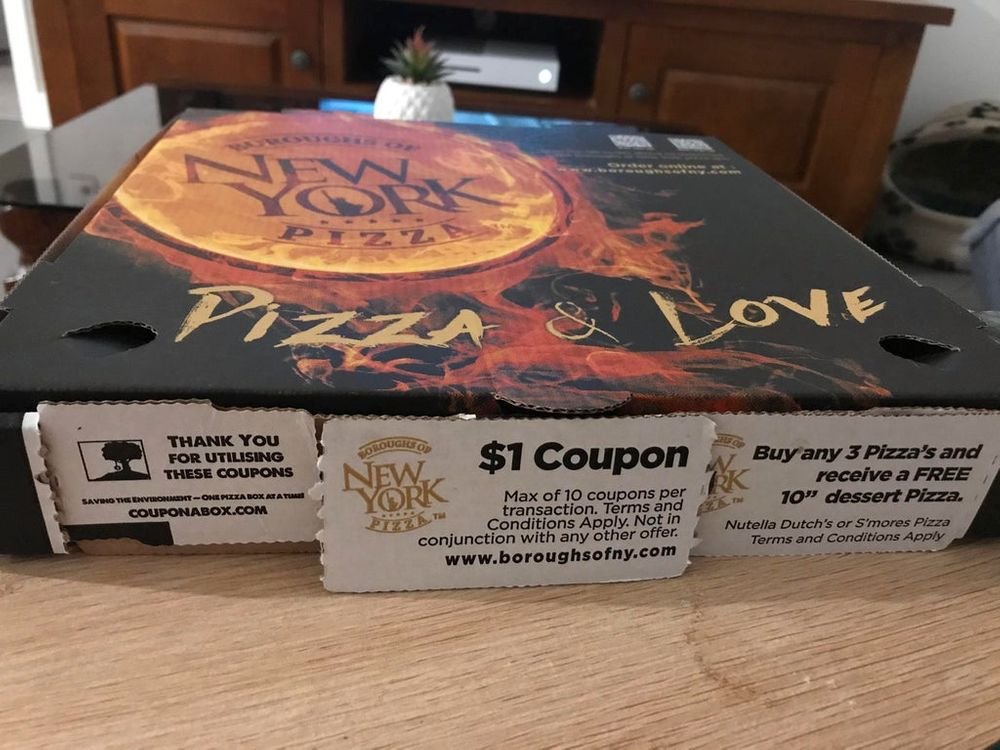 BOROUGHS OF
NEW
YORK
PIZZA
Order online at
www.boroughsofny.com
PIZZA & LOVE
THANK YOU
FOR UTILISING
THESE COUPONS
SAVING THE ENVIRONMENT - ONE PIZZA BOX AT A TIME!
COUPONABOX.COM
BOROUGHS OF
NEW
YORK
PIZZA™
$1 Coupon
Max of 10 coupons per
transaction. Terms and
Conditions Apply. Not in
conjunction with any other offer.
www.boroughsofny.com
Buy any 3 Pizza's and
receive a FREE
10" dessert Pizza.
Nutella Dutch's or S'mores Pizza
Terms and Conditions Apply